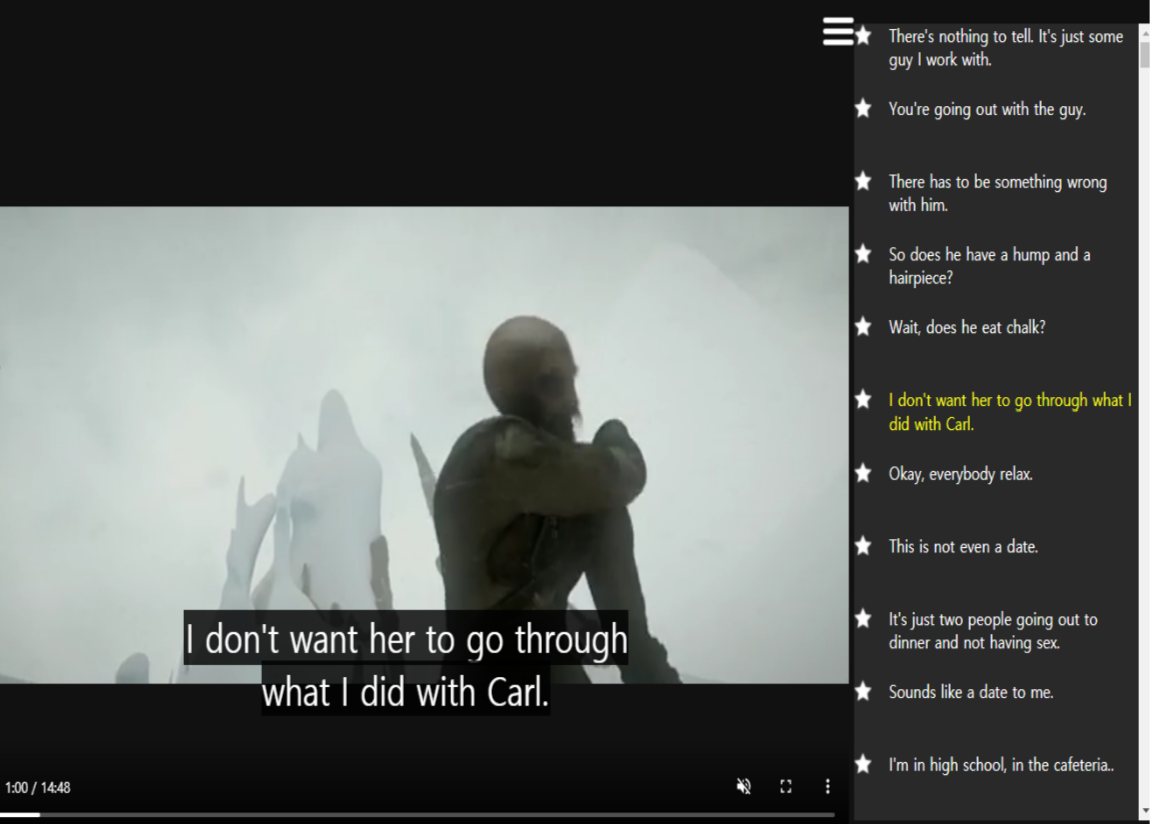 There's nothing to tell. It's just some
guy I work with.
You're going out with the guy.
There has to be something wrong
with him.
So does he have a hump and a
hairpiece?
Wait, does he eat chalk?
I don't want her to go through what I
did with Carl.
Okay, everybody relax.
This is not even a date.
It's just two people going out to
dinner and not having sex.
Sounds like a date to me.
I'm in high school, in the cafeteria..
I don't want her to go through
what I did with Carl.
1:00 / 14:48